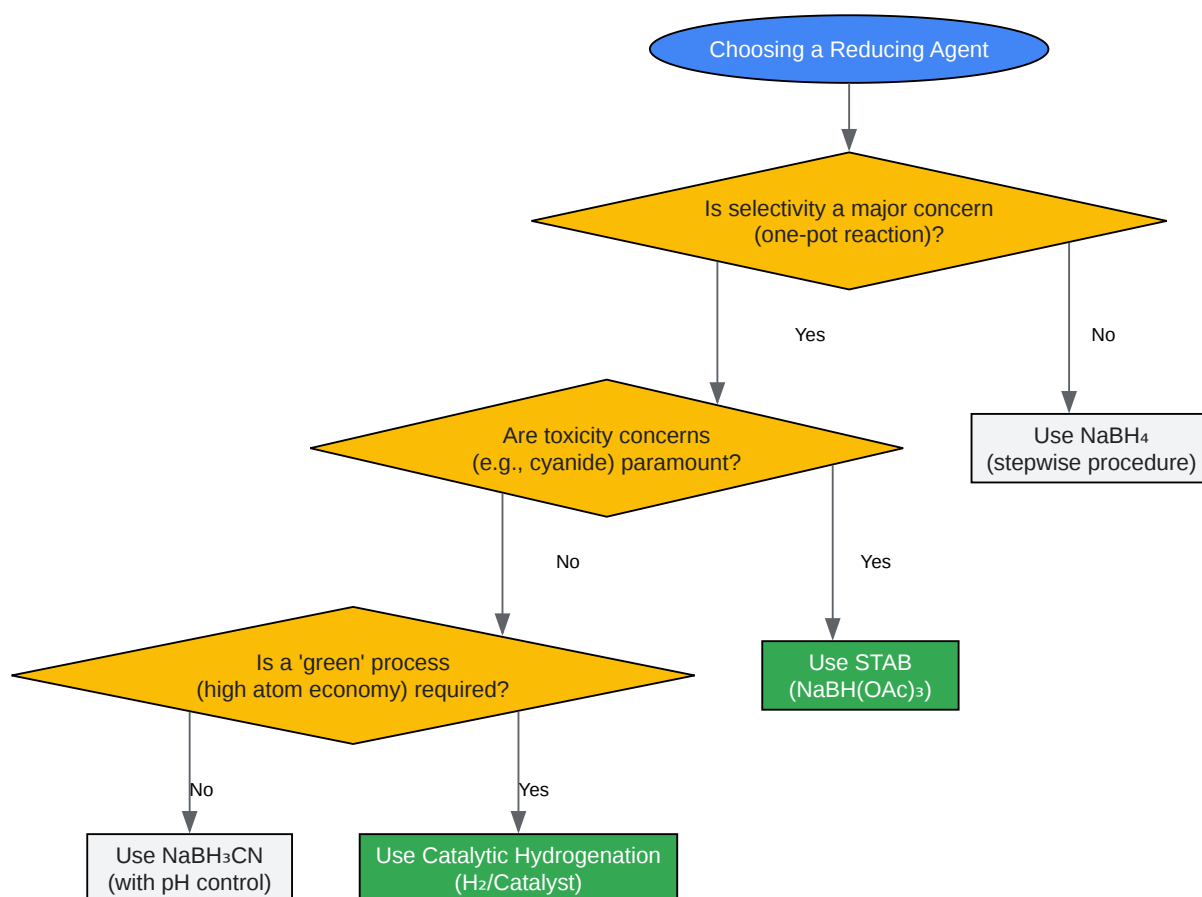 Choosing a Reducing Agent
Is selectivity a major concern
(one-pot reaction)?
Yes
No
Are toxicity concerns
(e.g., cyanide) paramount?
Use NaBH₄
(stepwise procedure)
No
Yes
Is a 'green' process
(high atom economy) required?
Use STAB
(NaBH(OAc)₃)
No
Yes
Use NaBH₃CN
(with pH control)
Use Catalytic Hydrogenation
(H₂/Catalyst)